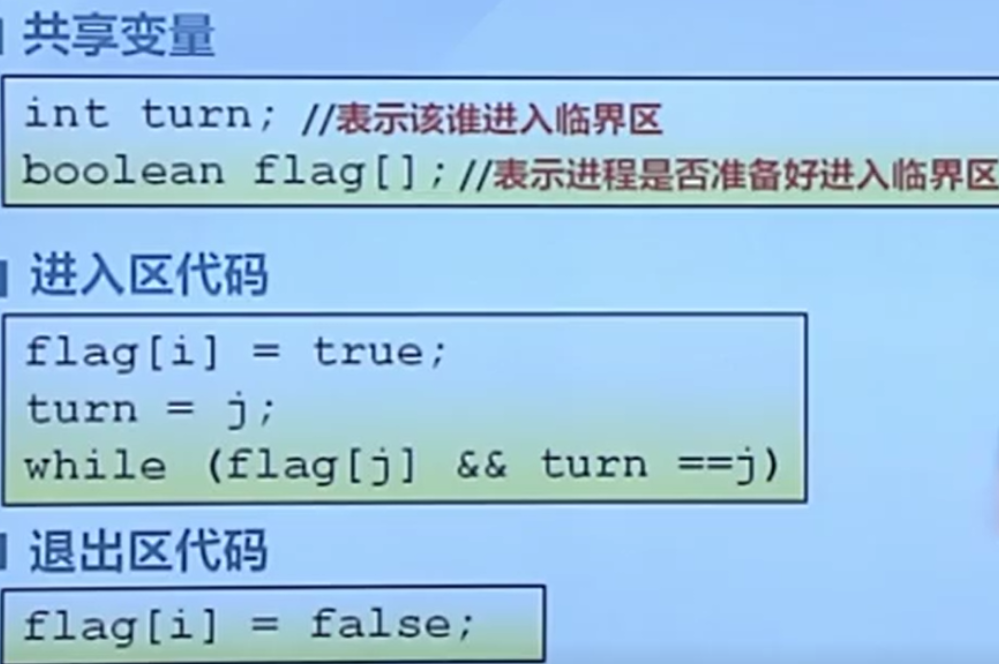 共享变量
int turn; //表示该谁进入临界区
boolean flag[];//表示进程是否准备好进入临界区
进入区代码
flag[i] = true;
turn = j;
while (flag[j] && turn ==j)
退出区代码
flag[i] = false;